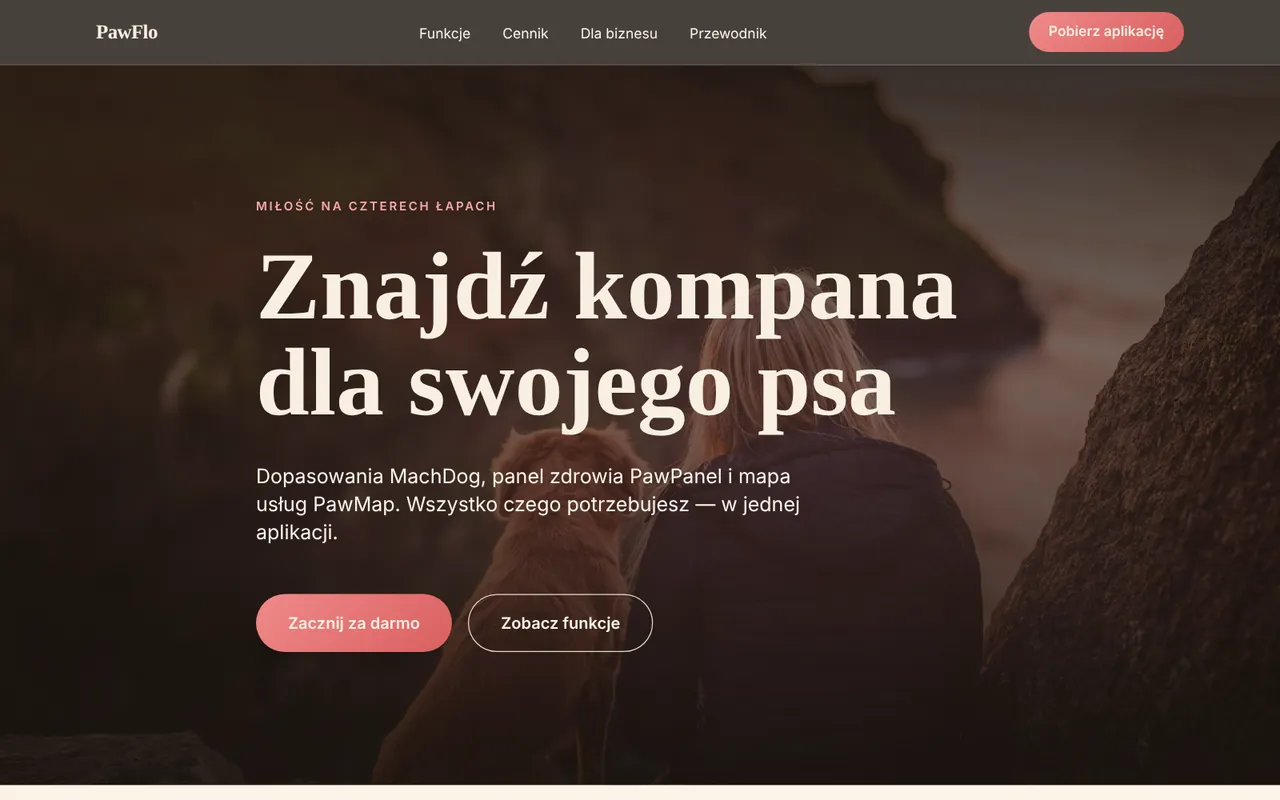 PawFlo
Funkcje
Cennik
Dla biznesu
Przewodnik
Pobierz aplikację
MIŁOŚĆ NA CZTERECH ŁAPACH
Znajdź kompana
dla swojego psa
Dopasowania MachDog, panel zdrowia PawPanel i mapa
usług PawMap. Wszystko czego potrzebujesz — w jednej
aplikacji.
Zacznij za darmo
Zobacz funkcje